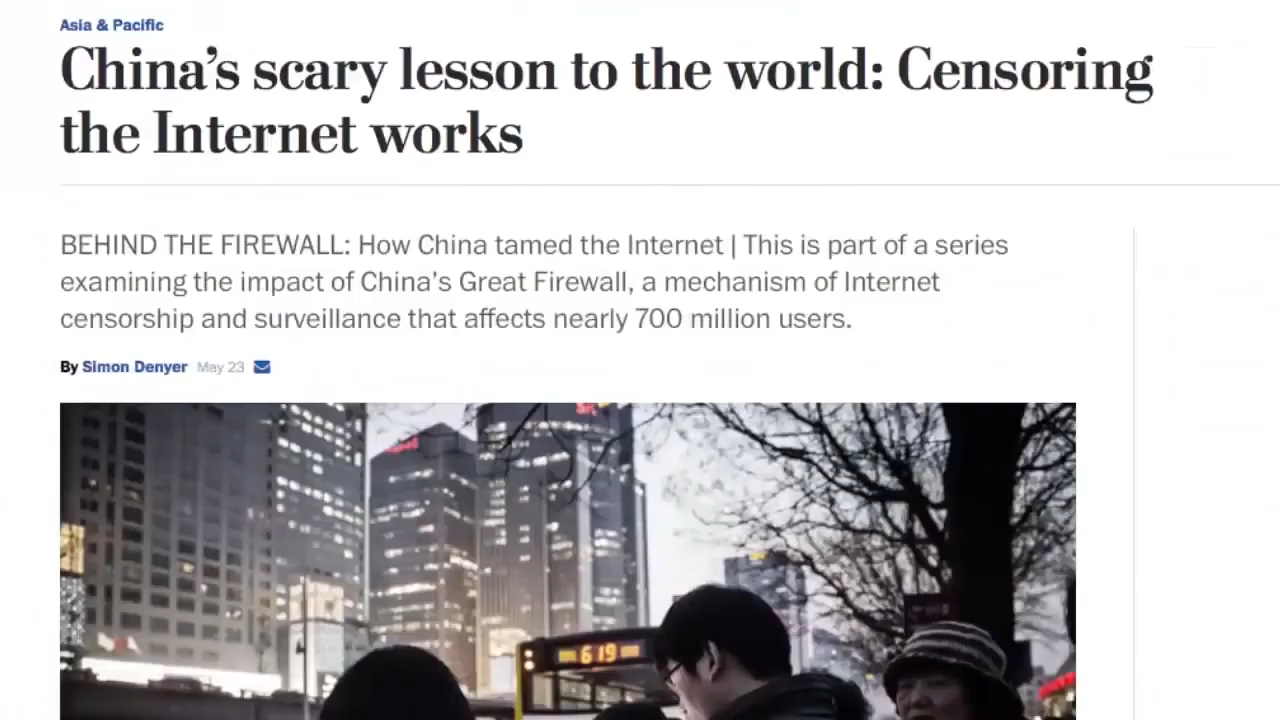 Asia & Pacific
China’s scary lesson to the world: Censoring
the Internet works
BEHIND THE FIREWALL: How China tamed the Internet | This is part of a series
examining the impact of China’s Great Firewall, a mechanism of Internet
censorship and surveillance that affects nearly 700 million users.
By Simon Denyer May 23
619